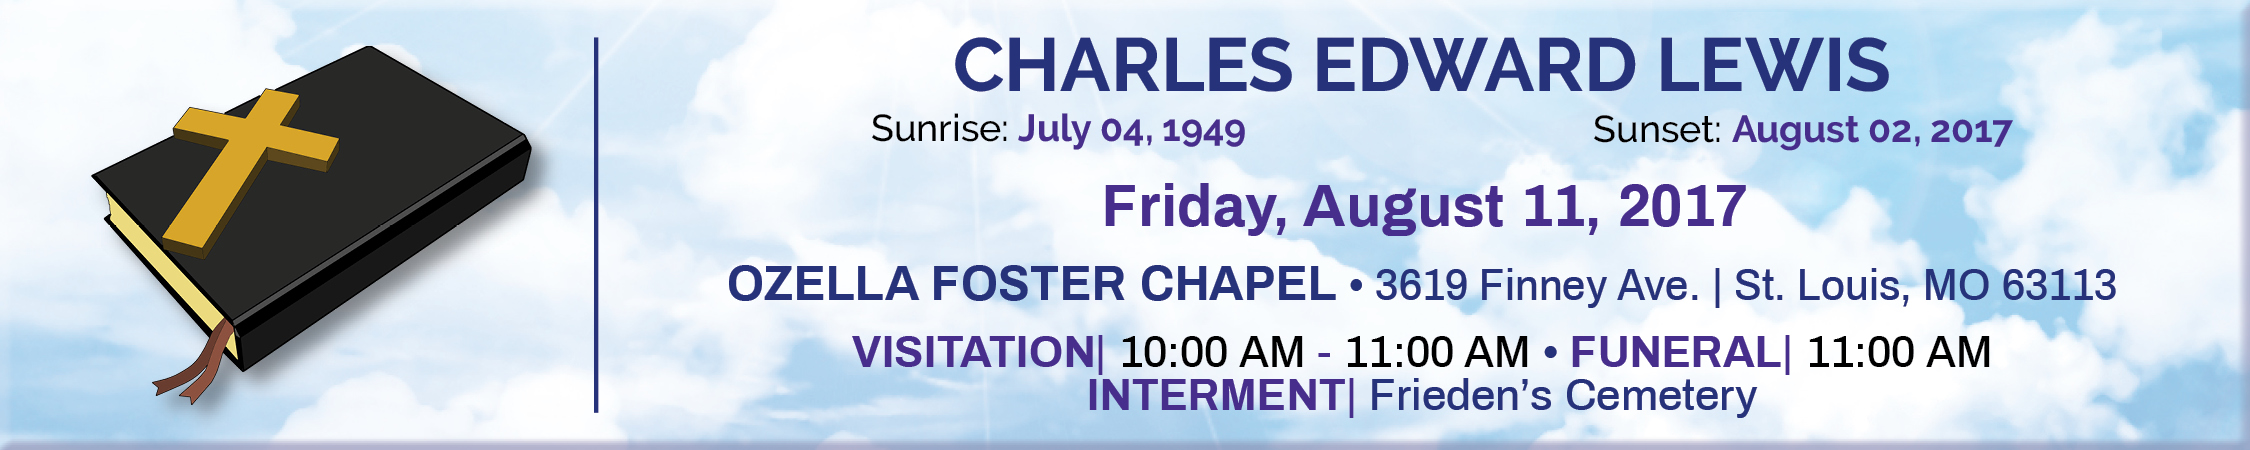 CHARLES EDWARD LEWIS
Sunrise: July 04, 1949 Sunset: August 02, 2017
Friday, August 11, 2017
OZELLA FOSTER CHAPEL • 3619 Finney Ave. | St. Louis, MO 63113
VISITATION| 10:00 AM - 11:00 AM • FUNERAL| 11:00 AM
INTERMENT| Frieden’s Cemetery